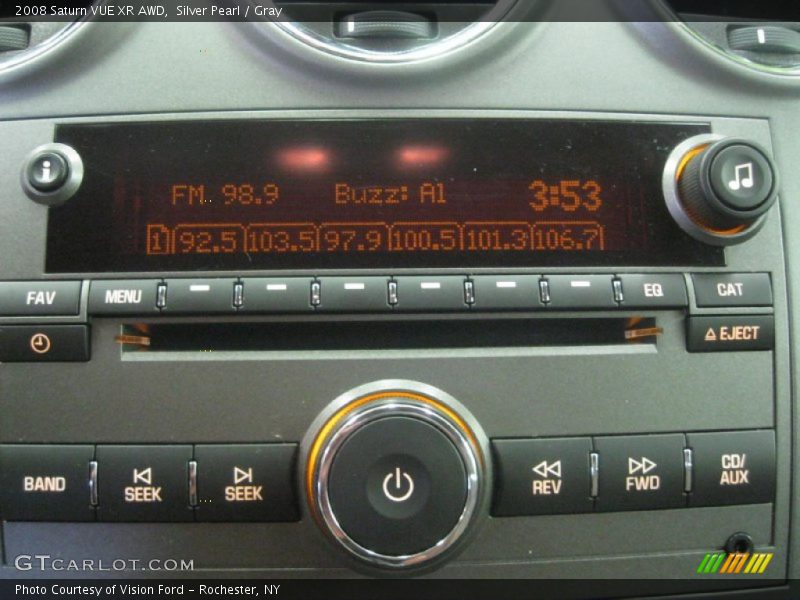 2008 Saturn VUE XR AWD, Silver Pearl / Gray
i
FM 98.9 Buzz: Al 3:53
1 92.5 103.5 97.9 100.5 101.3 106.7
FAV MENU EQ CAT
EJECT
BAND SEEK SEEK REV FWD CD/
AUX
GTCARLOT.COM
Photo Courtesy of Vision Ford - Rochester, NY